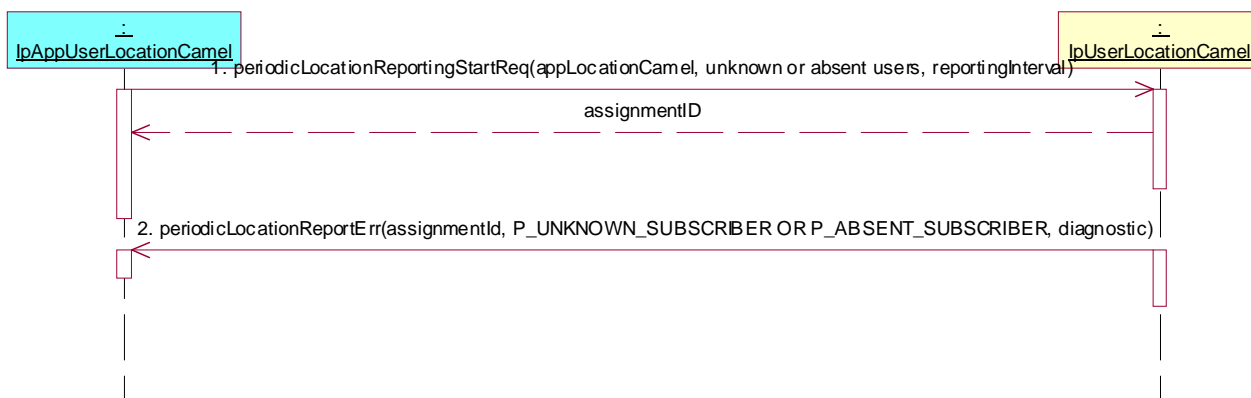 :
IpAppUserLocationCamel
:
IpUserLocationCamel
1. periodicLocationReportingStartReq(appLocationCamel, unknown or absent users, reportingInterval)
assignmentID
2. periodicLocationReportErr(assignmentId, P_UNKNOWN_SUBSCRIBER OR P_ABSENT_SUBSCRIBER, diagnostic)